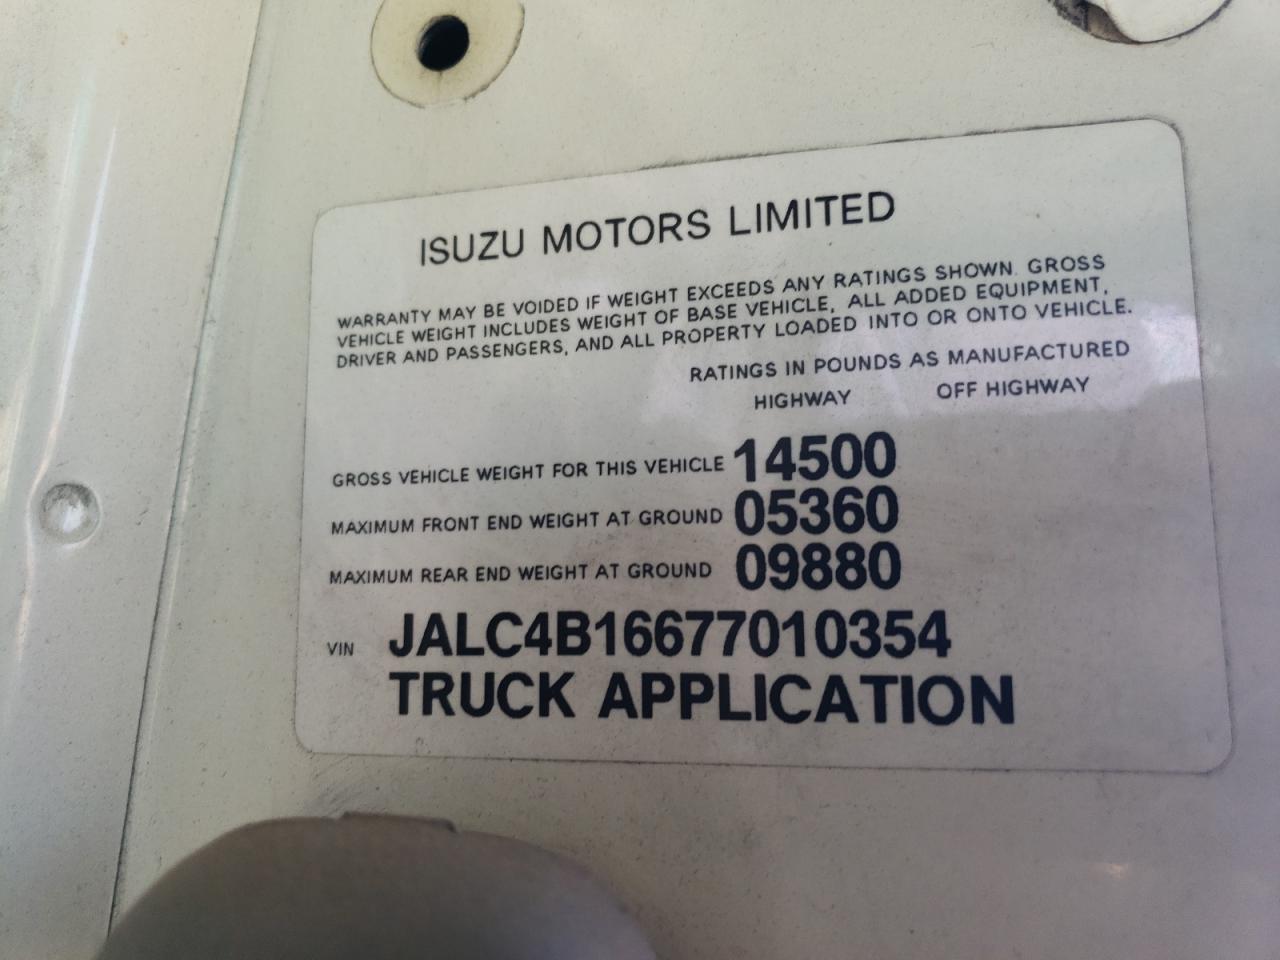 ISUZU MOTORS LIMITED
WARRANTY MAY BE VOIDED IF WEIGHT EXCEEDS ANY RATINGS SHOWN. GROSS
VEHICLE WEIGHT INCLUDES WEIGHT OF BASE VEHICLE, ALL ADDED EQUIPMENT,
DRIVER AND PASSENGERS, AND ALL PROPERTY LOADED INTO OR ONTO VEHICLE.
RATINGS IN POUNDS AS MANUFACTURED
HIGHWAY OFF HIGHWAY
GROSS VEHICLE WEIGHT FOR THIS VEHICLE 14500
MAXIMUM FRONT END WEIGHT AT GROUND 05360
MAXIMUM REAR END WEIGHT AT GROUND 09880
VIN JALC4B16677010354
TRUCK APPLICATION